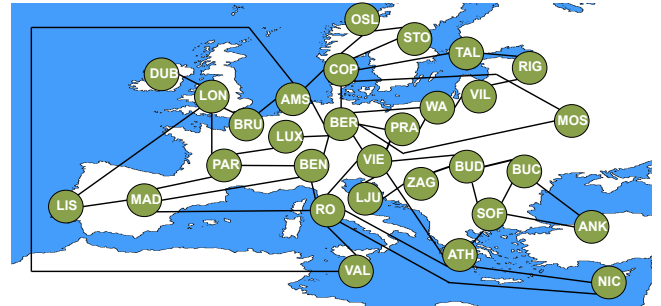 OSL
STO
TAL
COP
RIG
DUB
LON
AMS
WA
VIL
BRU
BER
PRA
MOS
LUX
PAR
BEN
VIE
BUD
BUC
ZAG
LIS
MAD
LJU
RO
SOF
ANK
ATH
VAL
NIC